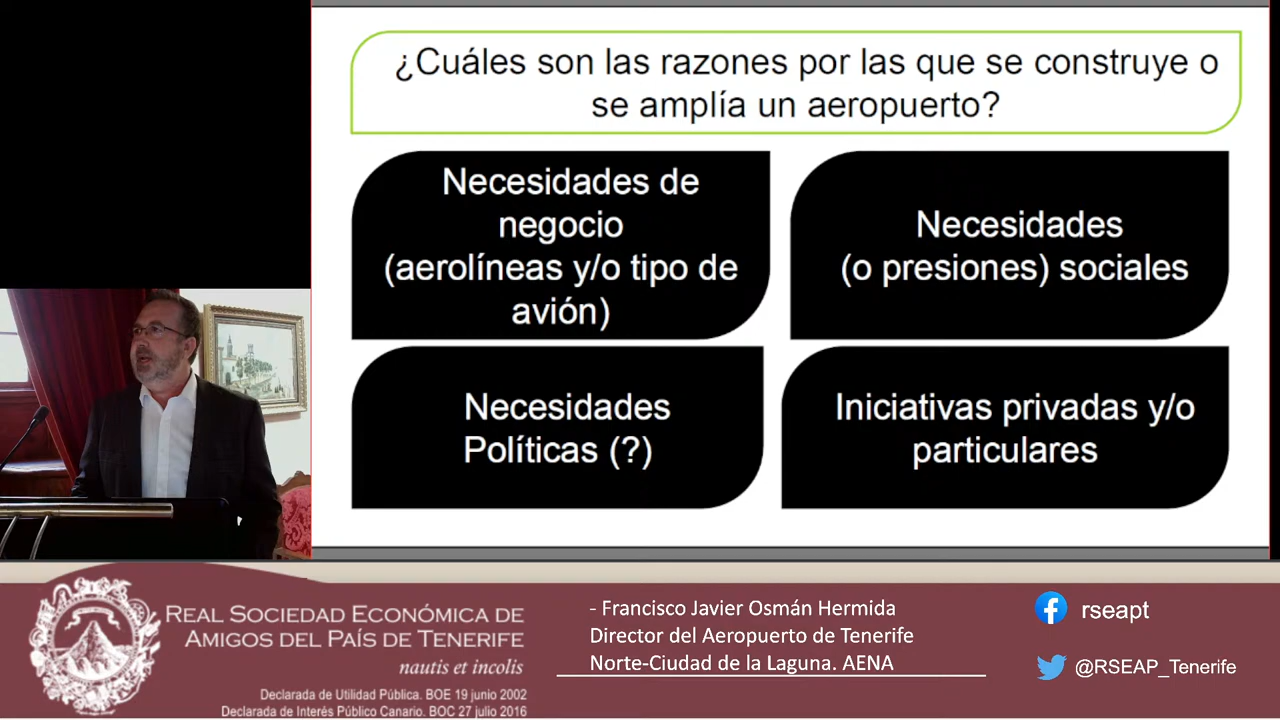 ¿Cuáles son las razones por las que se construye o
se amplía un aeropuerto?
Necesidades de
negocio
(aerolíneas y/o tipo de
avión)
Necesidades
(o presiones) sociales
Necesidades
Políticas (?)
Iniciativas privadas y/o
particulares
REAL SOCIEDAD ECONÓMICA DE
AMIGOS DEL PAÍS DE TENERIFE
nautis et incolis
Declarada de Utilidad Pública. BOE 19 junio 2002
Declarada de Interés Público Canario. BOC 27 julio 2016
- Francisco Javier Osmán Hermida
Director del Aeropuerto de Tenerife
Norte-Ciudad de la Laguna. AENA
rseapt
@RSEAP_Tenerife